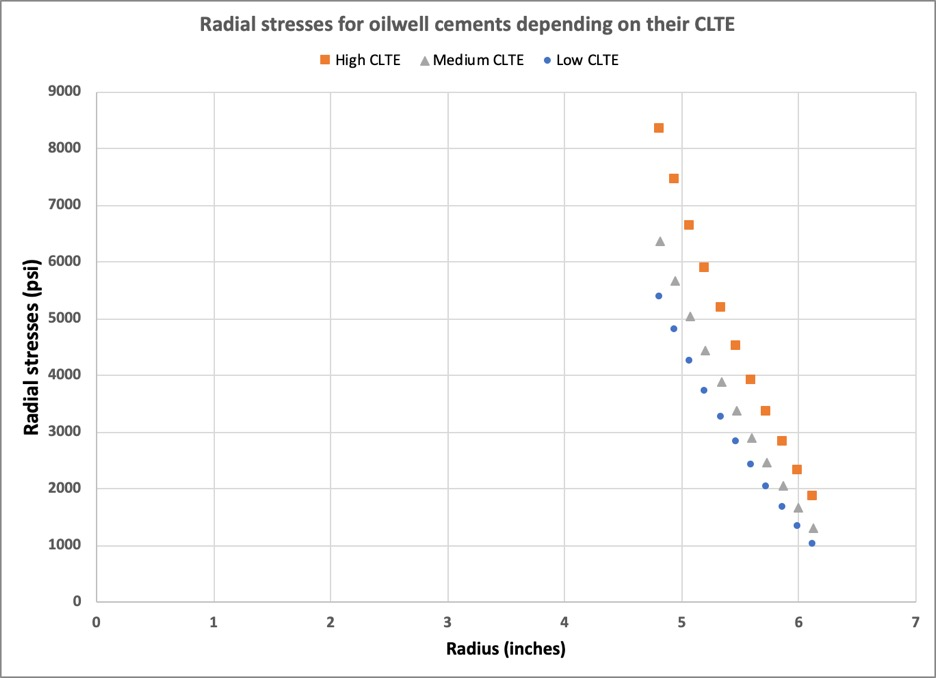 Radial stresses for oilwell cements depending on their CLTE
High CLTE Medium CLTE Low CLTE
9000
8000
7000
6000
5000
4000
3000
2000
1000
0
Radial stresses (psi)
0 1 2 3 4 5 6 7
Radius (inches)